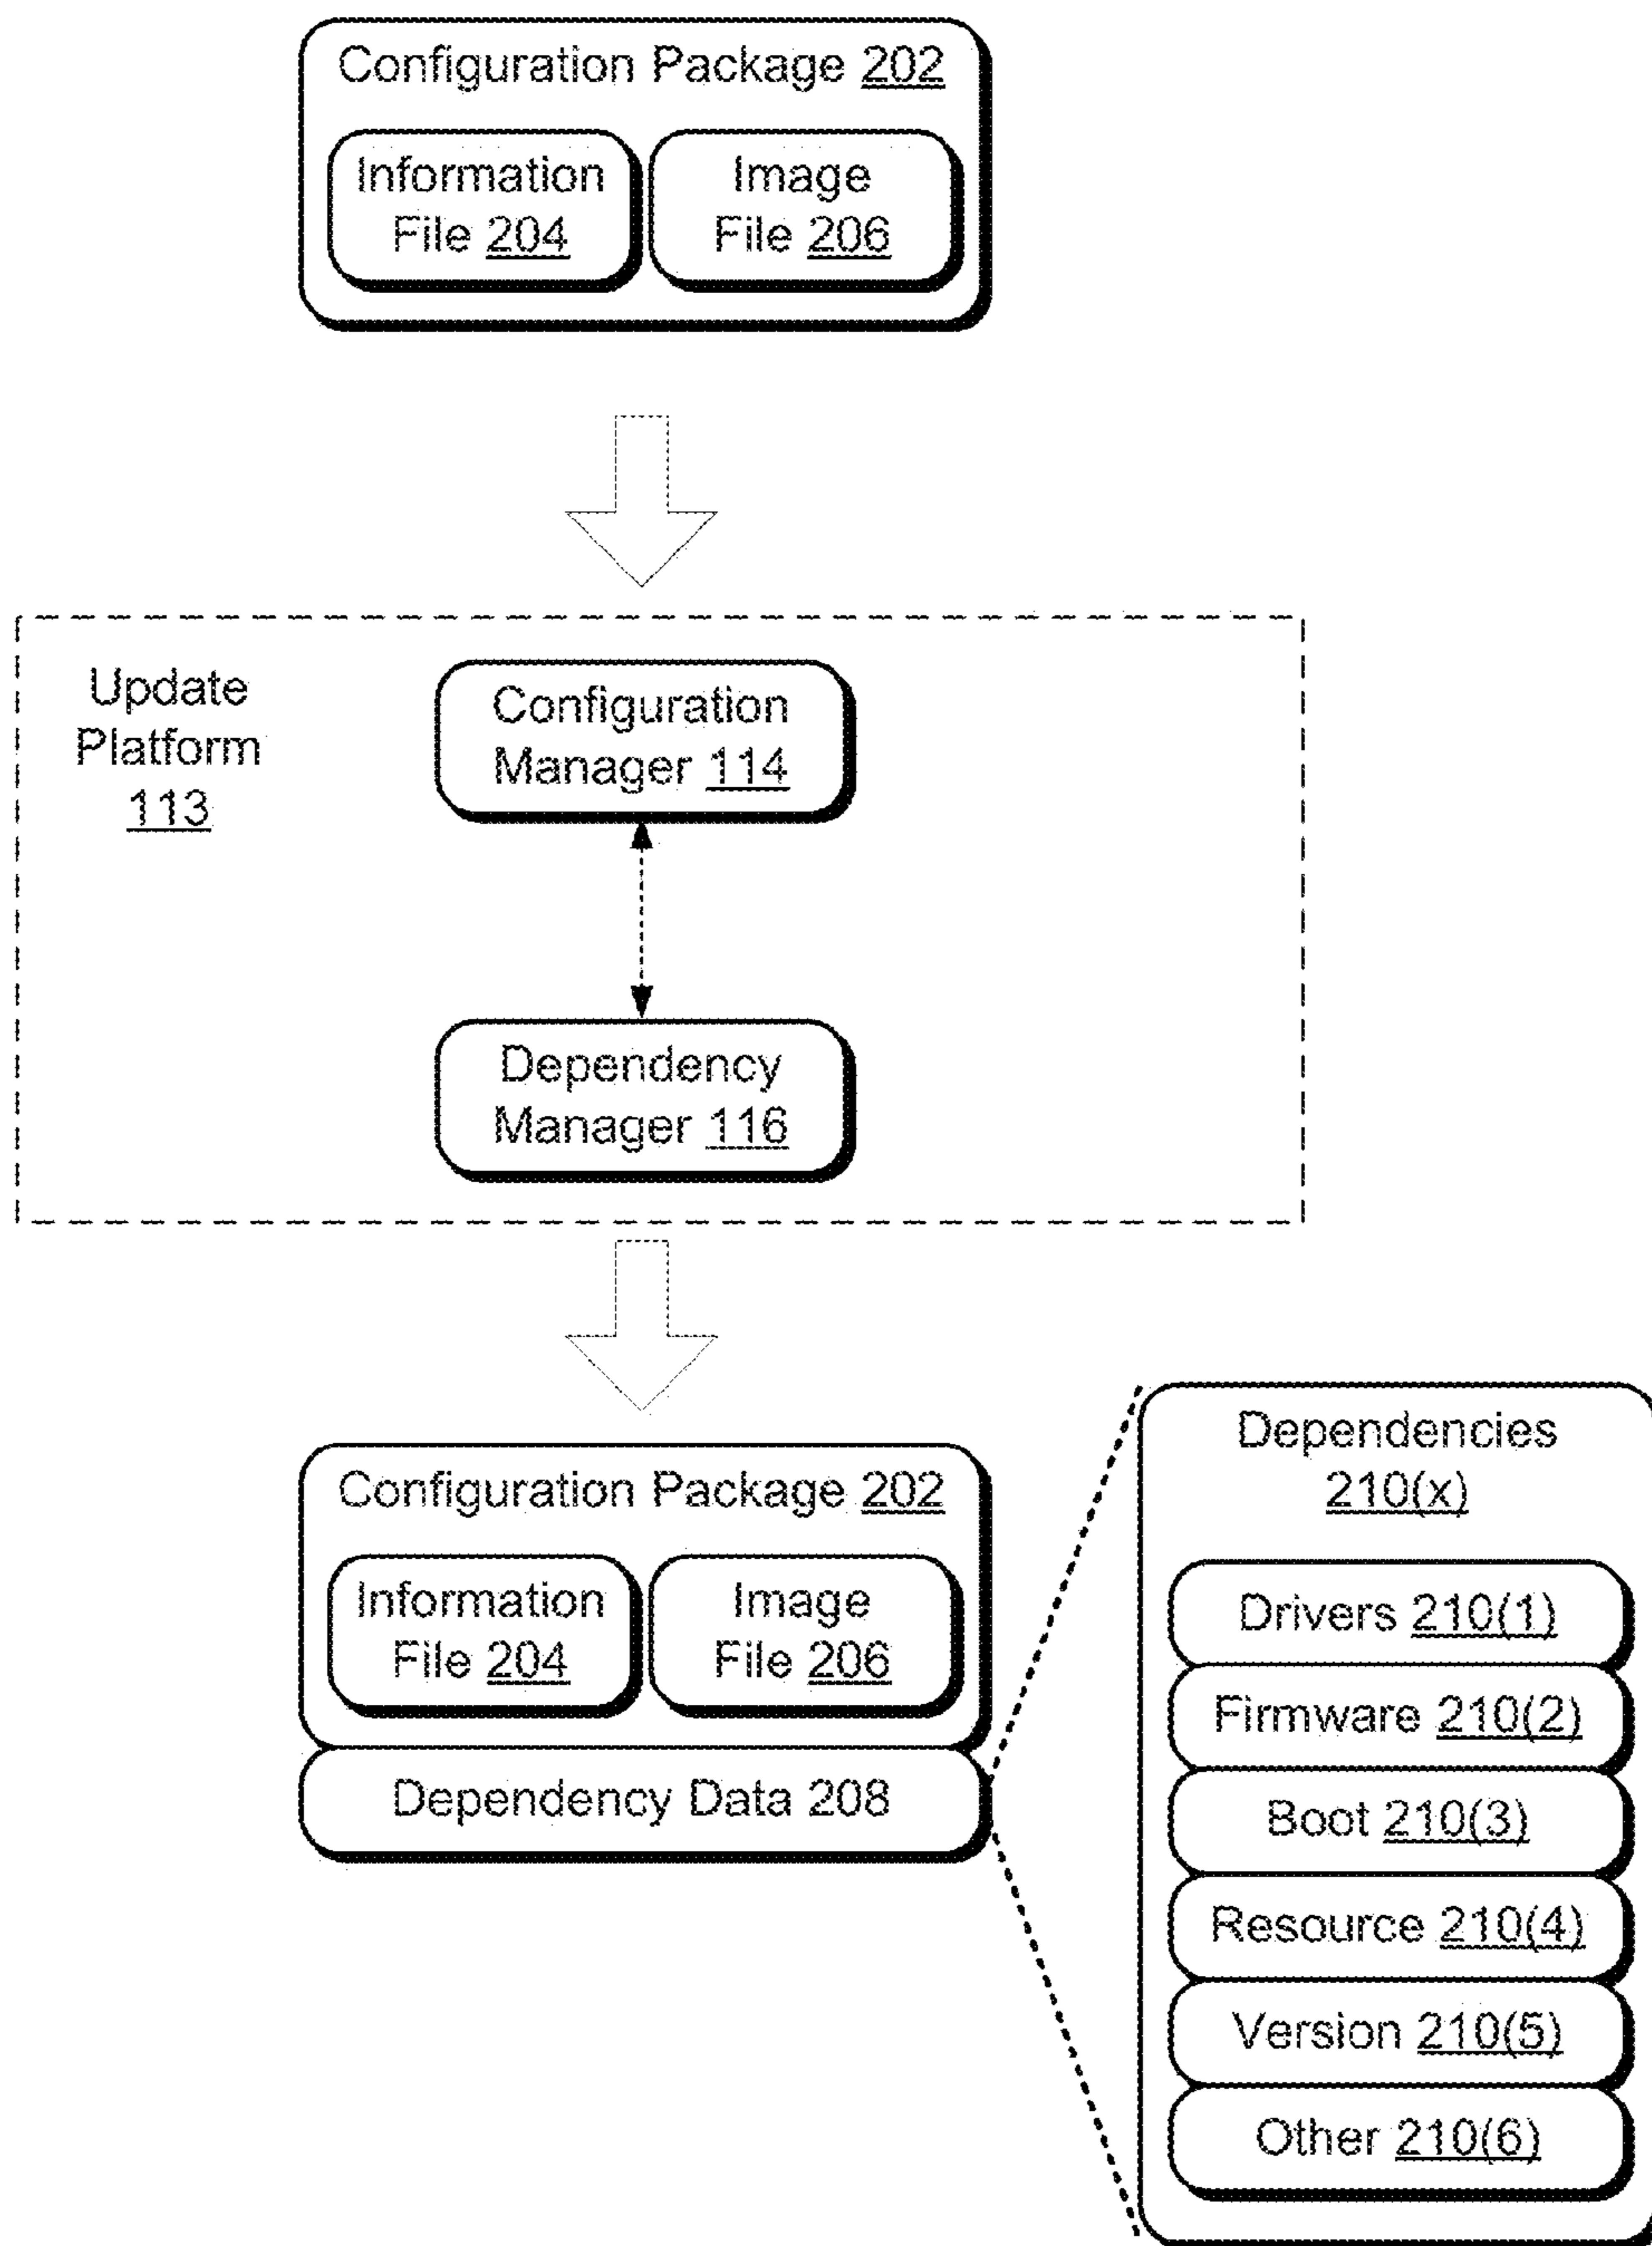 Configuration Package 202
Information
File 204
Image
File 206
Update
Platform
113
Configuration
Manager 114
Dependency
Manager 116
Configuration Package 202
Information
File 204
Image
File 206
Dependency Data 208
Dependencies
210(x)
Drivers 210(1)
Firmware 210(2)
Boot 210(3)
Resource 210(4)
Version 210(5)
Other 210(6)